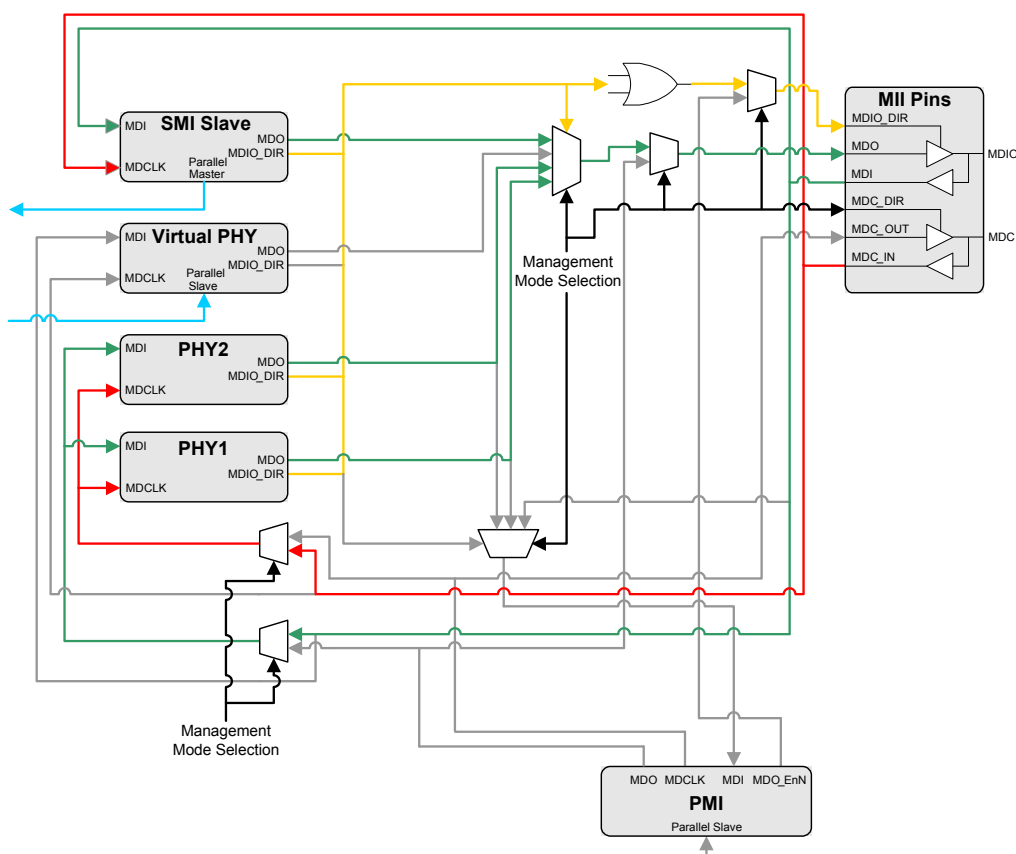 SMI Slave
MDI
MDO
MDIO_DIR
MDCLK
Parallel
Master
Virtual PHY
MDI
MDO
MDIO_DIR
MDCLK
Parallel
Slave
PHY2
MDI
MDO
MDIO_DIR
MDCLK
PHY1
MDI
MDO
MDIO_DIR
MDCLK
MII Pins
MDIO_DIR
MDO
MDIO
MDI
MDC_DIR
MDC_OUT
MDC
MDC_IN
Management
Mode Selection
Management
Mode Selection
MDO MDCLK MDI MDO_EnN
PMI
Parallel Slave